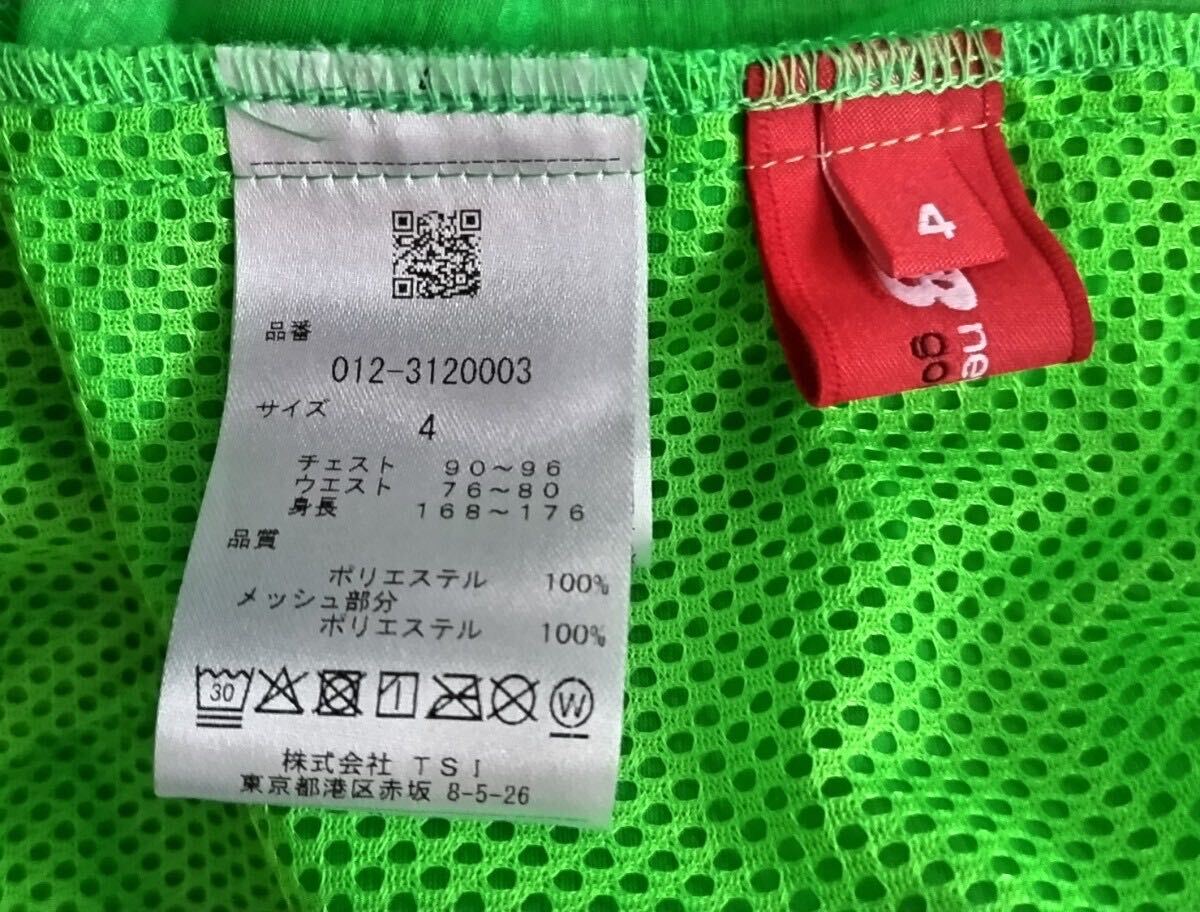 品番
012-3120003
サイズ
4
チェスト 90~96
ウエスト 76~80
身長 168~176
品質
ポリエステル 100%
メッシュ部分
ポリエステル 100%
30
W
株式会社 TSI
東京都港区赤坂 8-5-26
4
ne
go